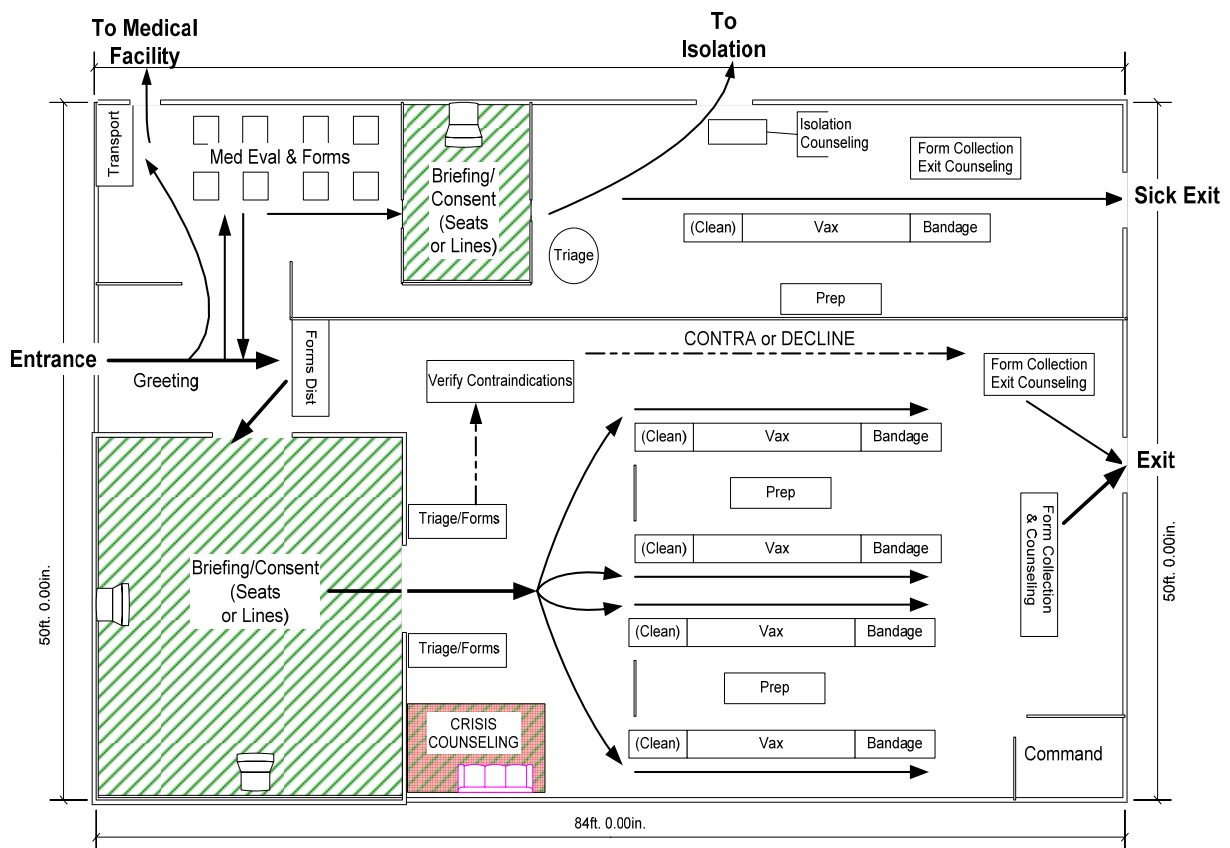 To Medical
Facility
To
Isolation
Transport
Med Eval & Forms
Briefing/
Consent
(Seats
or Lines)
Isolation
Counseling
Form Collection
Exit Counseling
Sick Exit
(Clean) Vax Bandage
Triage
Prep
Entrance
Greeting
Forms Dist
CONTRA or DECLINE
Verify Contraindications
Form Collection
Exit Counseling
(Clean) Vax Bandage
Exit
Prep
Triage/Forms
Form Collection
& Counseling
(Clean) Vax Bandage
Briefing/Consent
(Seats
or Lines)
50ft. 0.00in.
50ft. 0.00in.
(Clean) Vax Bandage
Triage/Forms
Prep
CRISIS
COUNSELING
(Clean) Vax Bandage
Command
84ft. 0.00in.